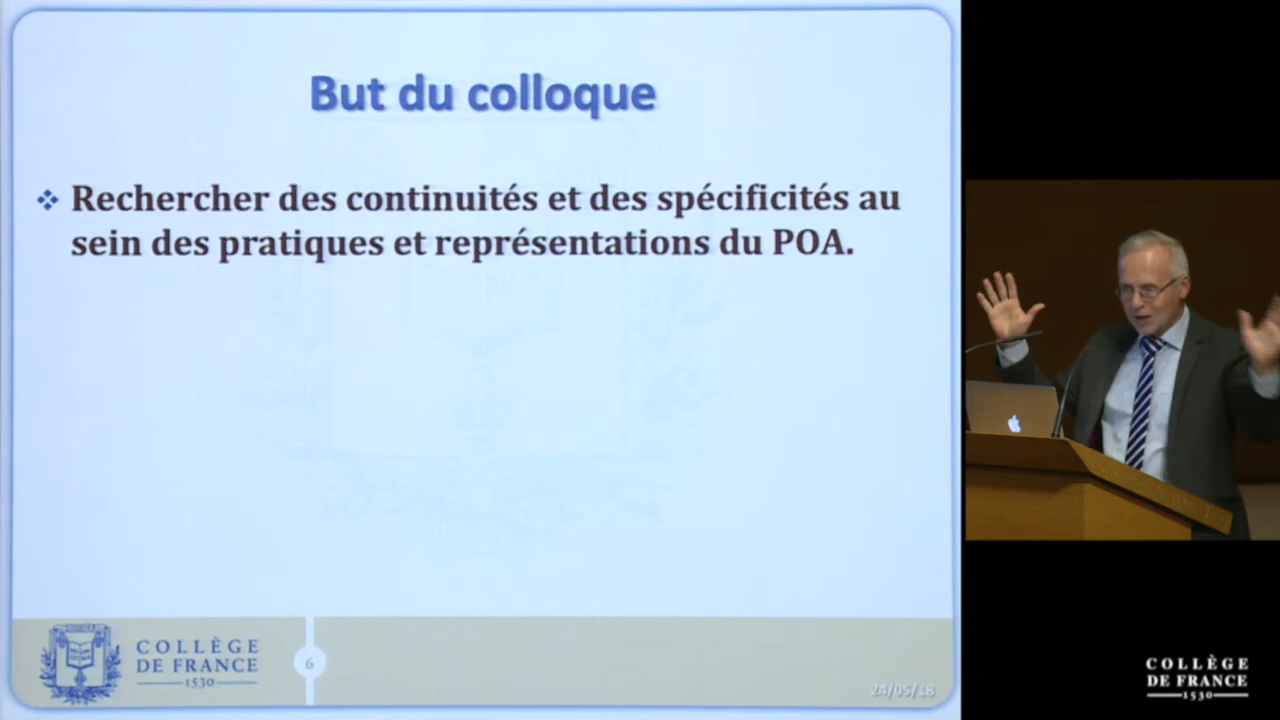 But du colloque
Rechercher des continuités et des spécificités au
sein des pratiques et représentations du POA.
COLLÈGE
DE FRANCE
1530
6
24/05/18
COLLÈGE
DE FRANCE
1530